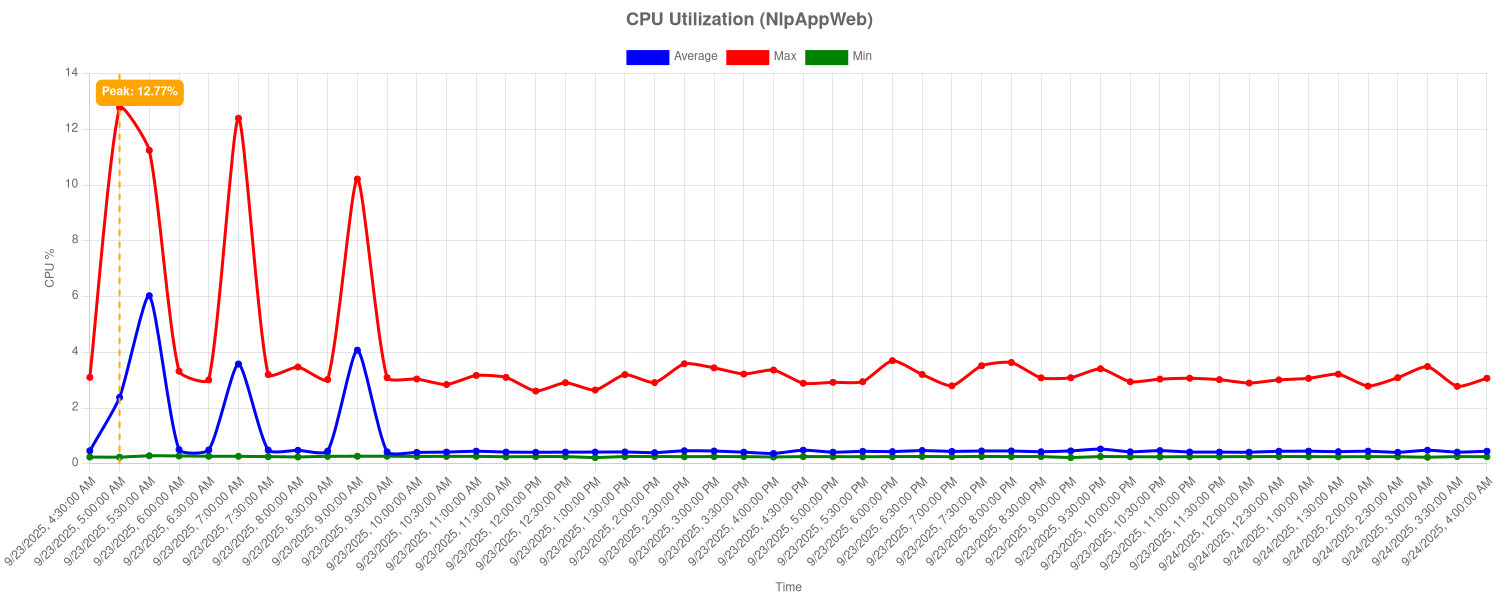 CPU Utilization (NlpAppWeb)
Average Max Min
14
Peak: 12.77%
12
10
8
CPU %
6
4
2
0
9/23/2025, 4:30:00 AM
9/23/2025, 5:00:00 AM
9/23/2025, 5:30:00 AM
9/23/2025, 6:00:00 AM
9/23/2025, 6:30:00 AM
9/23/2025, 7:00:00 AM
9/23/2025, 7:30:00 AM
9/23/2025, 8:00:00 AM
9/23/2025, 8:30:00 AM
9/23/2025, 9:00:00 AM
9/23/2025, 9:30:00 AM
9/23/2025, 10:00:00 AM
9/23/2025, 10:30:00 AM
9/23/2025, 11:00:00 AM
9/23/2025, 11:30:00 AM
9/23/2025, 12:00:00 PM
9/23/2025, 12:30:00 PM
9/23/2025, 1:00:00 PM
9/23/2025, 1:30:00 PM
9/23/2025, 2:00:00 PM
9/23/2025, 2:30:00 PM
9/23/2025, 3:00:00 PM
9/23/2025, 3:30:00 PM
9/23/2025, 4:00:00 PM
9/23/2025, 4:30:00 PM
9/23/2025, 5:00:00 PM
9/23/2025, 5:30:00 PM
9/23/2025, 6:00:00 PM
9/23/2025, 6:30:00 PM
9/23/2025, 7:00:00 PM
9/23/2025, 7:30:00 PM
9/23/2025, 8:00:00 PM
9/23/2025, 8:30:00 PM
9/23/2025, 9:00:00 PM
9/23/2025, 9:30:00 PM
9/23/2025, 10:00:00 PM
9/23/2025, 10:30:00 PM
9/23/2025, 11:00:00 PM
9/23/2025, 11:30:00 PM
9/24/2025, 12:00:00 AM
9/24/2025, 12:30:00 AM
9/24/2025, 1:00:00 AM
9/24/2025, 1:30:00 AM
9/24/2025, 2:00:00 AM
9/24/2025, 2:30:00 AM
9/24/2025, 3:00:00 AM
9/24/2025, 3:30:00 AM
9/24/2025, 4:00:00 AM
Time